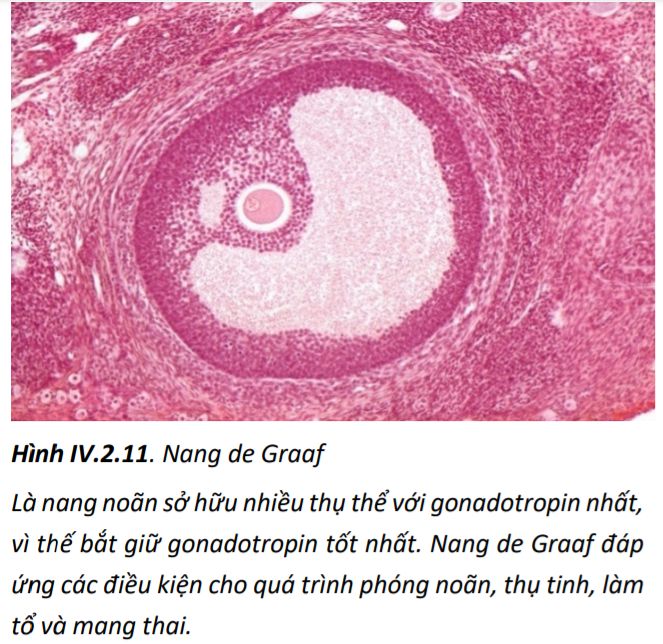 Hình IV.2.11. Nang de Graaf
Là nang noãn sở hữu nhiều thụ thể với gonadotropin nhất,
vì thế bắt giữ gonadotropin tốt nhất. Nang de Graaf đáp
ứng các điều kiện cho quá trình phóng noãn, thụ tinh, làm
tổ và mang thai.